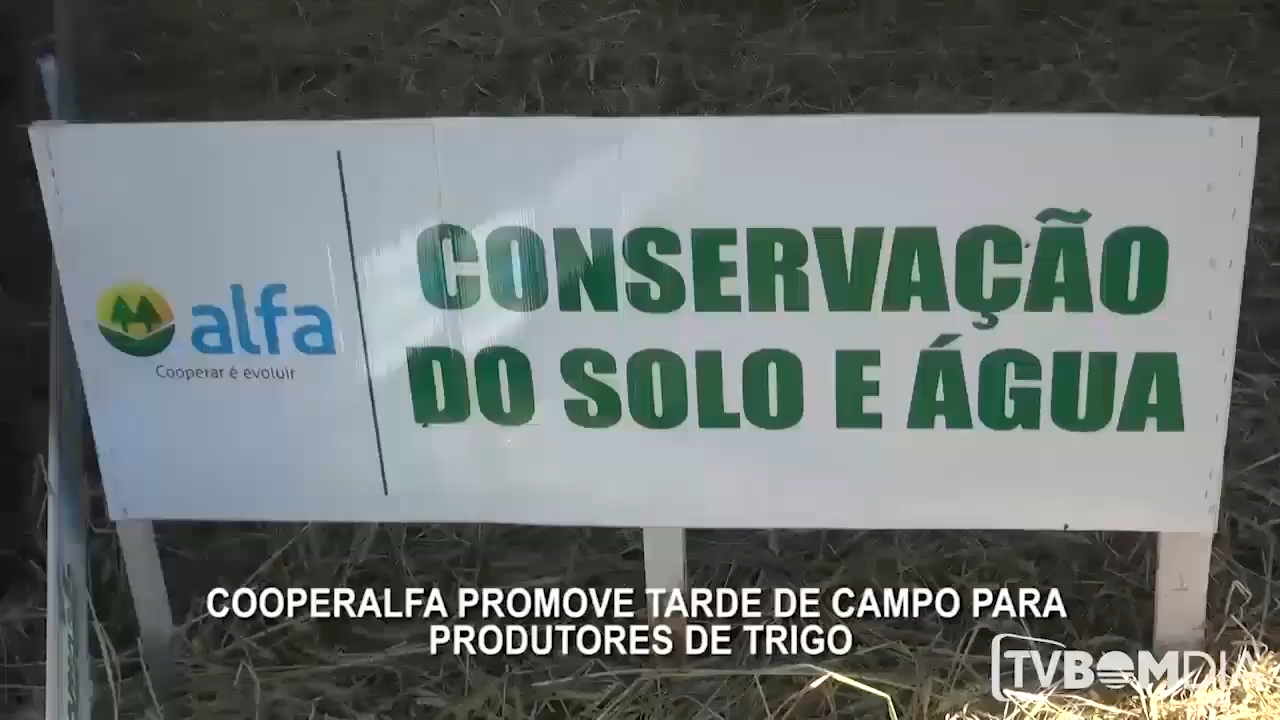 alfa
Cooperar é evoluir
CONSERVAÇÃO
DO SOLO E ÁGUA
COOPERALFA PROMOVE TARDE DE CAMPO PARA
PRODUTORES DE TRIGO
TVBOMDIA